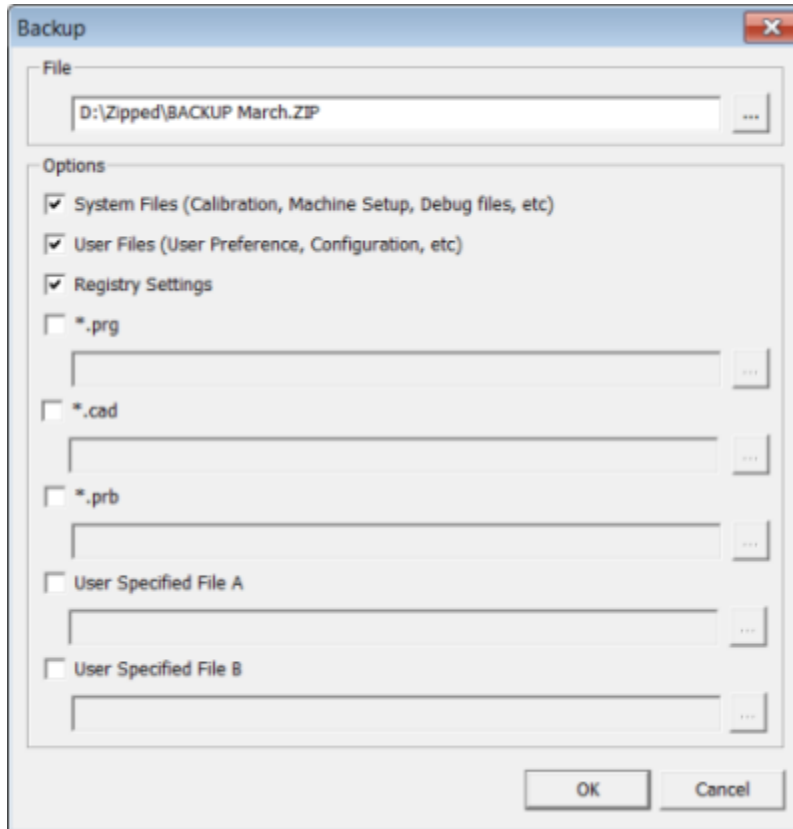 Backup
File
D:\Zipped\BACKUP March.ZIP
...
Options
System Files (Calibration, Machine Setup, Debug files, etc)
User Files (User Preference, Configuration, etc)
Registry Settings
*.prg
...
*.cad
...
*.prb
...
User Specified File A
...
User Specified File B
...
OK Cancel